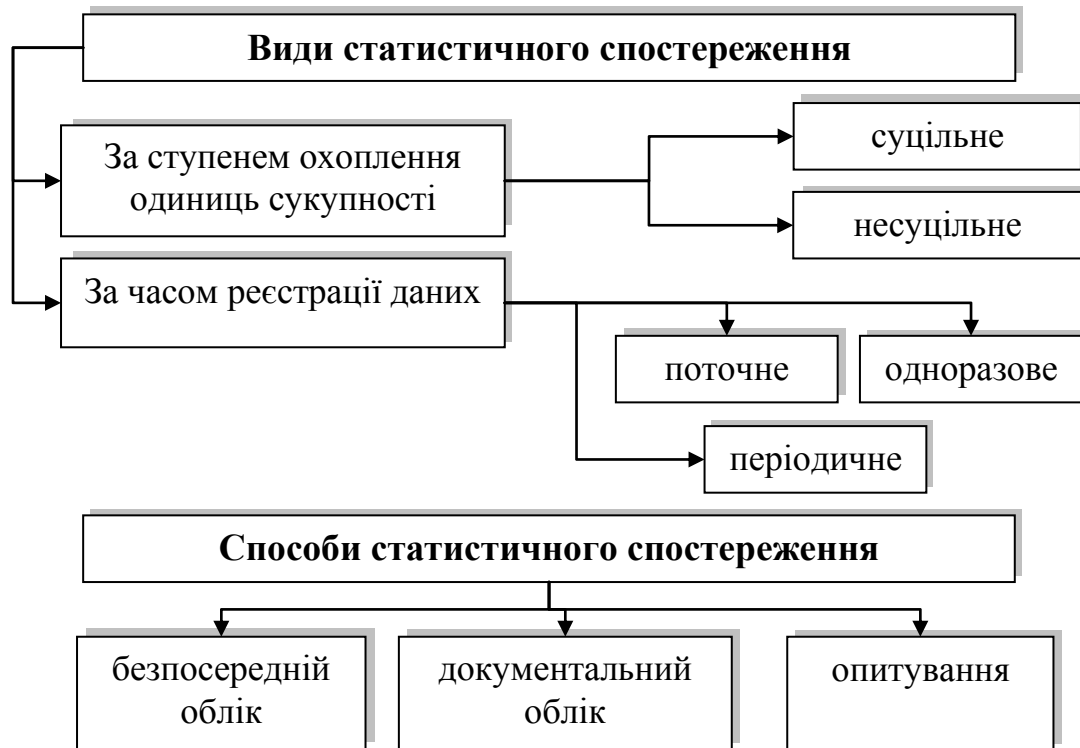 Види статистичного спостереження
За ступенем охоплення
одиниць сукупності
суцільне
несуцільне
За часом реєстрації даних
поточне
одноразове
періодичне
Способи статистичного спостереження
безпосередній
облік
документальний
облік
опитування